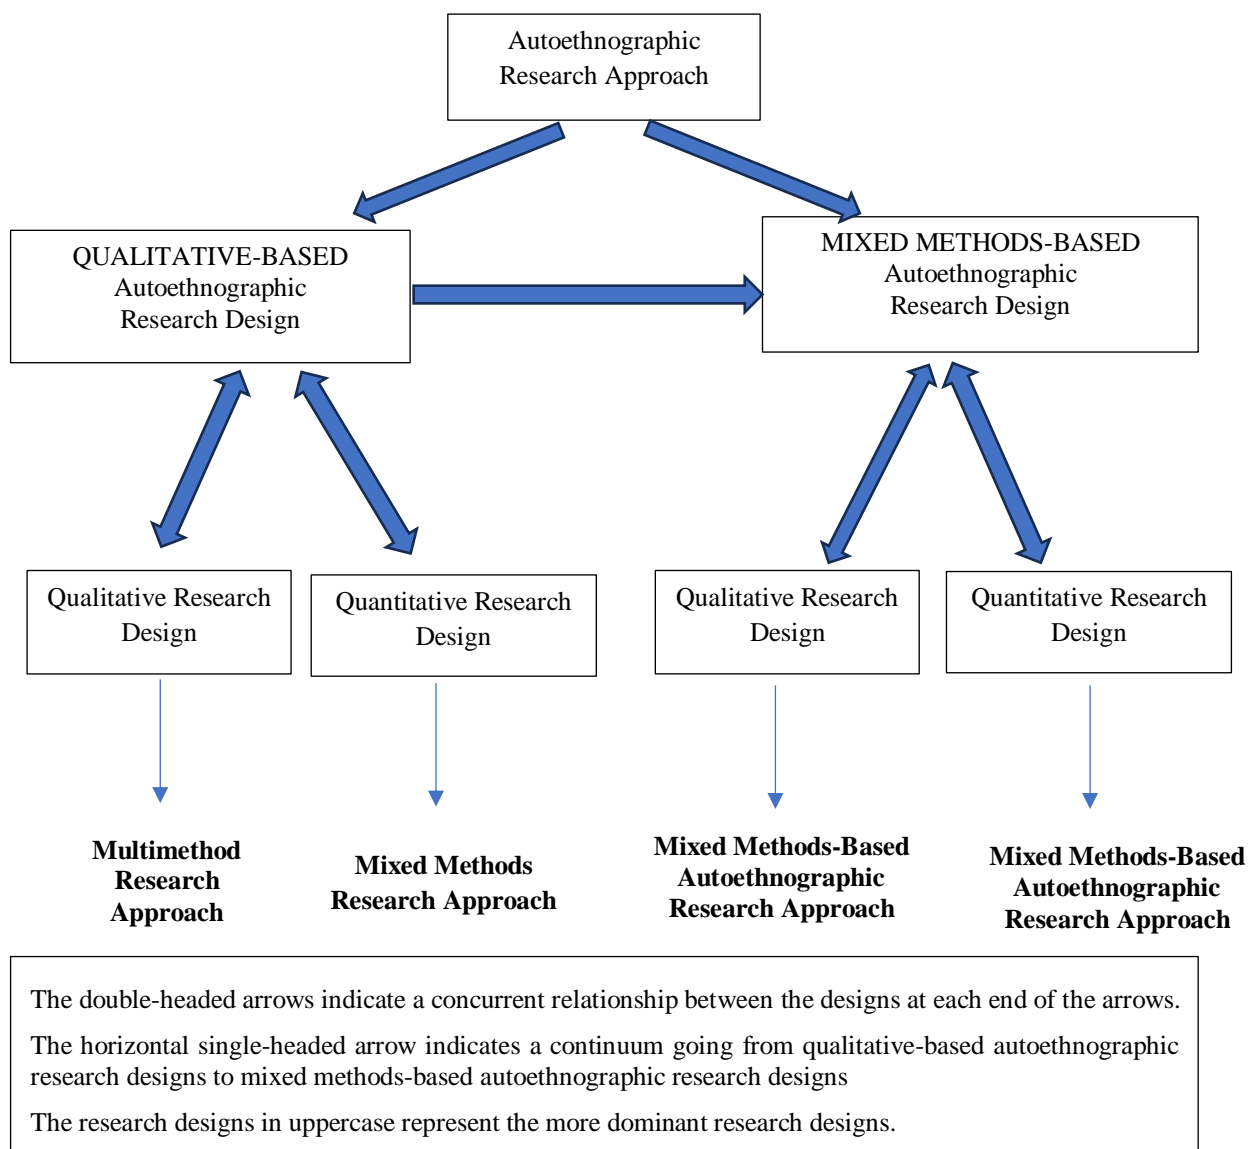 Autoethnographic
Research Approach
QUALITATIVE-BASED
Autoethnographic
Research Design
MIXED METHODS-BASED
Autoethnographic
Research Design
Qualitative Research
Design
Quantitative Research
Design
Qualitative Research
Design
Quantitative Research
Design
Multimethod
Research
Approach
Mixed Methods
Research Approach
Mixed Methods-Based
Autoethnographic
Research Approach
Mixed Methods-Based
Autoethnographic
Research Approach
The double-headed arrows indicate a concurrent relationship between the designs at each end of the arrows.
The horizontal single-headed arrow indicates a continuum going from qualitative-based autoethnographic
research designs to mixed methods-based autoethnographic research designs
The research designs in uppercase represent the more dominant research designs.